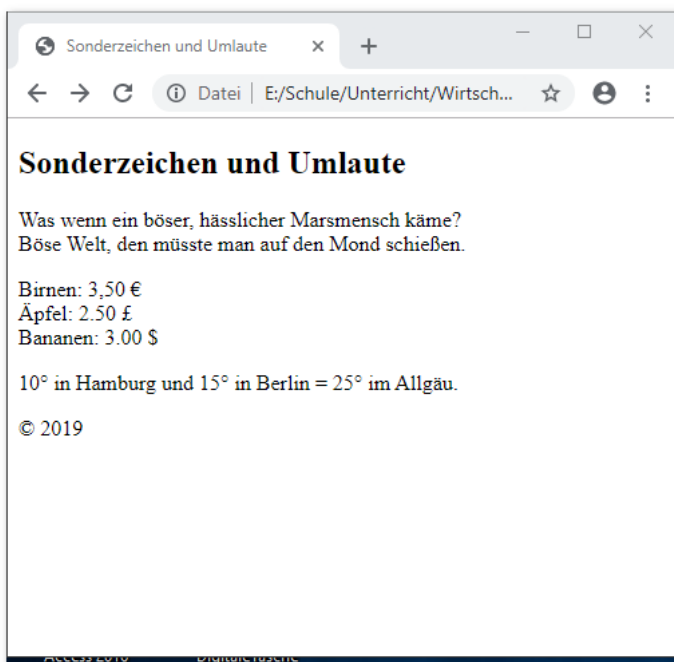 Sonderzeichen und Umlaute
Datei | E:/Schule/Unterricht/Wirtsch...
Sonderzeichen und Umlaute
Was wenn ein böser, hässlicher Marsmensch käme?
Böse Welt, den müsste man auf den Mond schießen.
Birnen: 3,50 €
Äpfel: 2.50 £
Bananen: 3.00 $
10° in Hamburg und 15° in Berlin = 25° im Allgäu.
© 2019